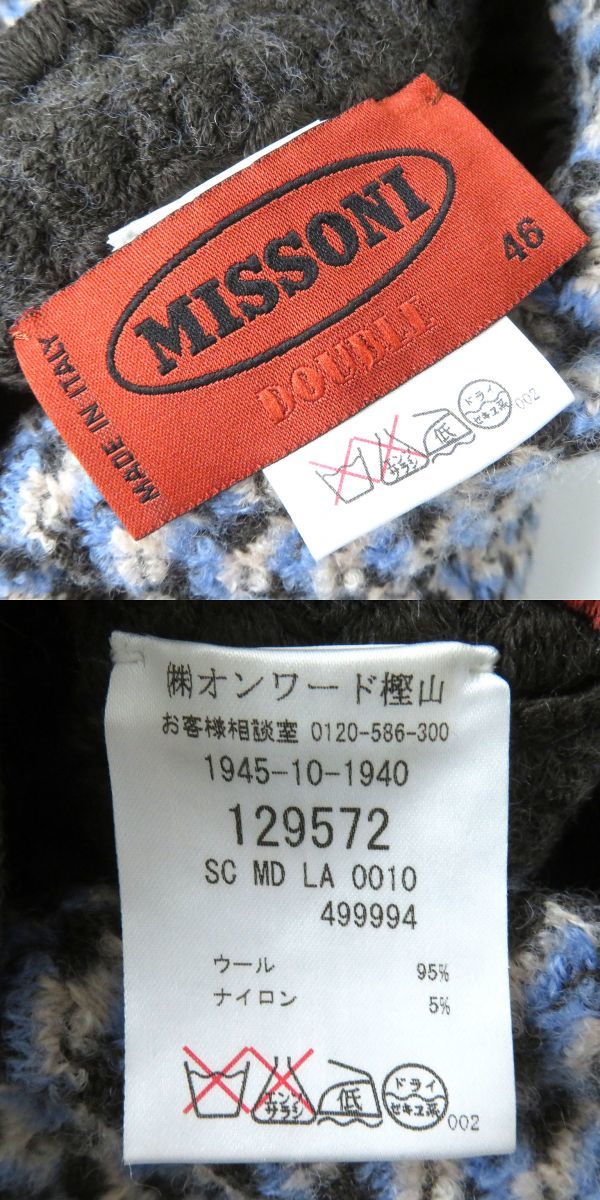 MISSONI
46
DOUBLE
MADE IN ITALY
エンソ
サラシ
低
ドライ
セキユ系
002
㈱オンワード樫山
お客様相談室 0120-586-300
1945-10-1940
129572
SC MD LA 0010
499994
ウール 95%
ナイロン 5%
エンソ
サラシ
低
ドライ
セキユ系
002